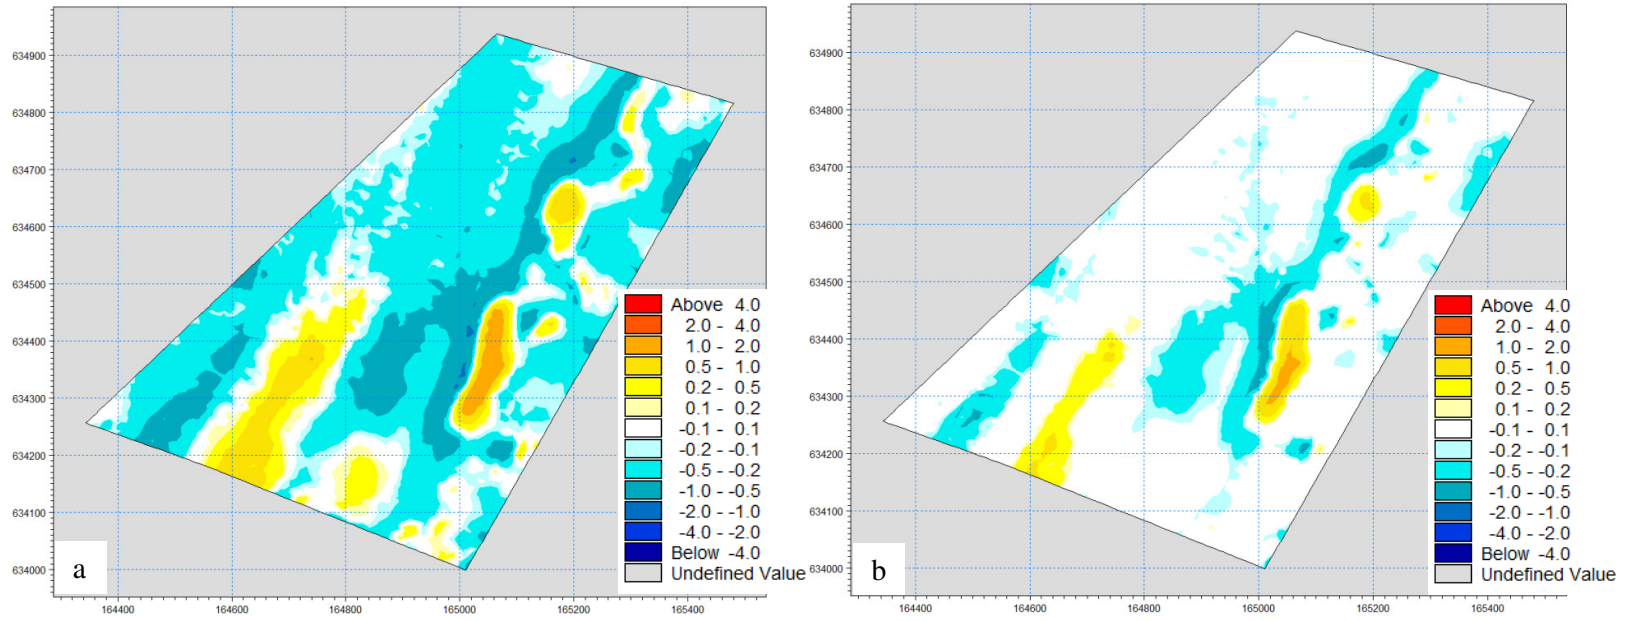 634900
634800
634700
634600
634500
634400
634300
634200
634100
634000
164400 164600 164800 165000 165200 165400
Above 4.0
2.0 - 4.0
1.0 - 2.0
0.5 - 1.0
0.2 - 0.5
0.1 - 0.2
-0.1 - 0.1
-0.2 - -0.1
-0.5 - -0.2
-1.0 - -0.5
-2.0 - -1.0
-4.0 - -2.0
Below -4.0
Undefined Value
a
634900
634800
634700
634600
634500
634400
634300
634200
634100
634000
164400 164600 164800 165000 165200 165400
Above 4.0
2.0 - 4.0
1.0 - 2.0
0.5 - 1.0
0.2 - 0.5
0.1 - 0.2
-0.1 - 0.1
-0.2 - -0.1
-0.5 - -0.2
-1.0 - -0.5
-2.0 - -1.0
-4.0 - -2.0
Below -4.0
Undefined Value
b